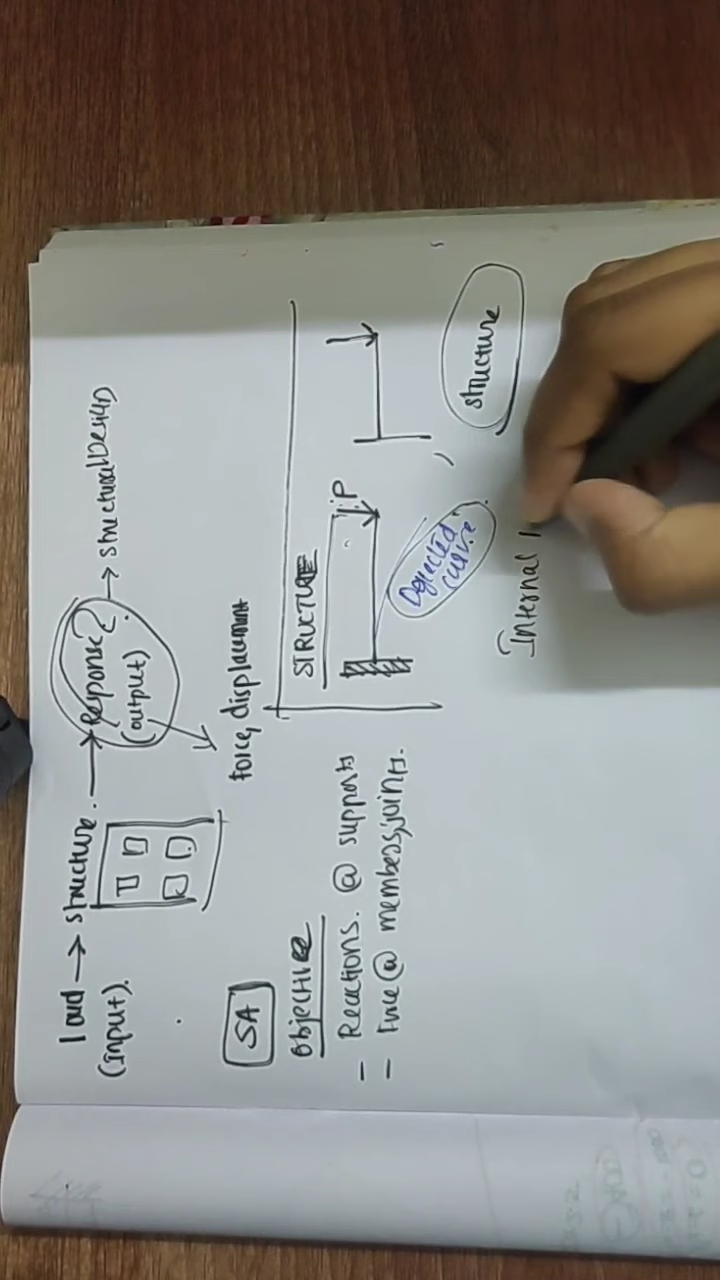 load → structure. → Response? → structural Design
(input).
(output)
force, displacement
SA
objective
- Reactions. @ supports
- Force @ members, joints.
STRUCTURE
P
Deflected
curve
,
structure
Internal